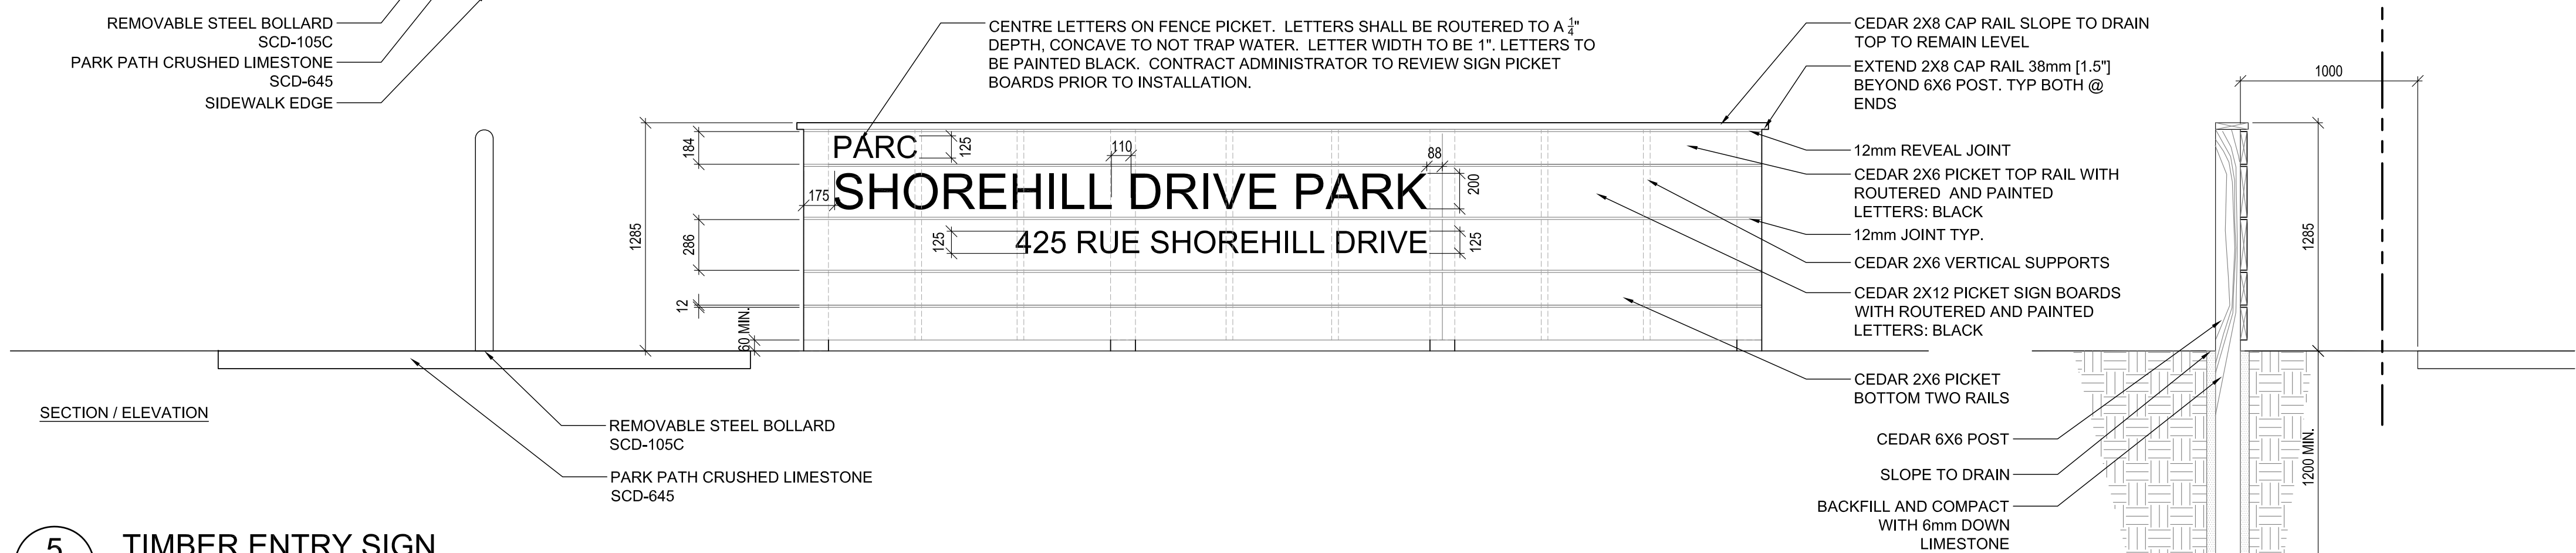 REMOVABLE STEEL BOLLARD
SCD-105C
PARK PATH CRUSHED LIMESTONE
SCD-645
SIDEWALK EDGE
CENTRE LETTERS ON FENCE PICKET. LETTERS SHALL BE ROUTERED TO A 1/4"
DEPTH, CONCAVE TO NOT TRAP WATER. LETTER WIDTH TO BE 1". LETTERS TO
BE PAINTED BLACK. CONTRACT ADMINISTRATOR TO REVIEW SIGN PICKET
BOARDS PRIOR TO INSTALLATION.
CEDAR 2X8 CAP RAIL SLOPE TO DRAIN
TOP TO REMAIN LEVEL
EXTEND 2X8 CAP RAIL 38mm [1.5"]
BEYOND 6X6 POST. TYP BOTH @
ENDS
12mm REVEAL JOINT
CEDAR 2X6 PICKET TOP RAIL WITH
ROUTERED AND PAINTED
LETTERS: BLACK
12mm JOINT TYP.
CEDAR 2X6 VERTICAL SUPPORTS
CEDAR 2X12 PICKET SIGN BOARDS
WITH ROUTERED AND PAINTED
LETTERS: BLACK
CEDAR 2X6 PICKET
BOTTOM TWO RAILS
CEDAR 6X6 POST
SLOPE TO DRAIN
BACKFILL AND COMPACT
WITH 6mm DOWN
LIMESTONE
1000
1285
1200 MIN.
1285
184
286
12
60 MIN.
175
PARC
125
110
88
SHOREHILL DRIVE PARK
200
125
425 RUE SHOREHILL DRIVE
125
SECTION / ELEVATION
REMOVABLE STEEL BOLLARD
SCD-105C
PARK PATH CRUSHED LIMESTONE
SCD-645
5
TIMBER ENTRY SIGN